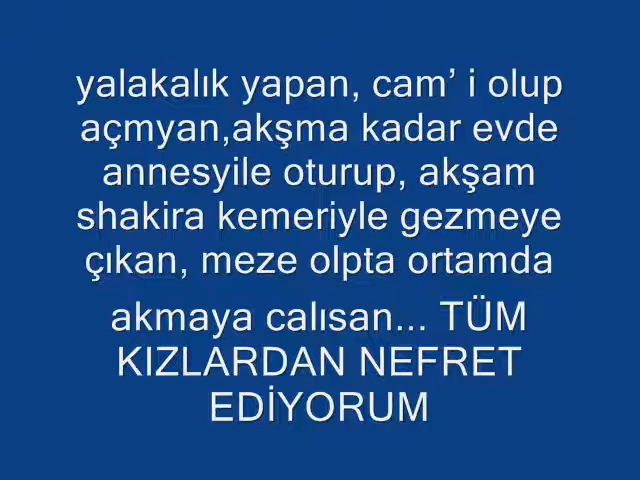 yalakalık yapan, cam’ i olup
açmyan,akşma kadar evde
annesyile oturup, akşam
shakira kemeriyle gezmeye
çıkan, meze olpta ortamda
akmaya calısan... TÜM
KIZLARDAN NEFRET
EDİYORUM